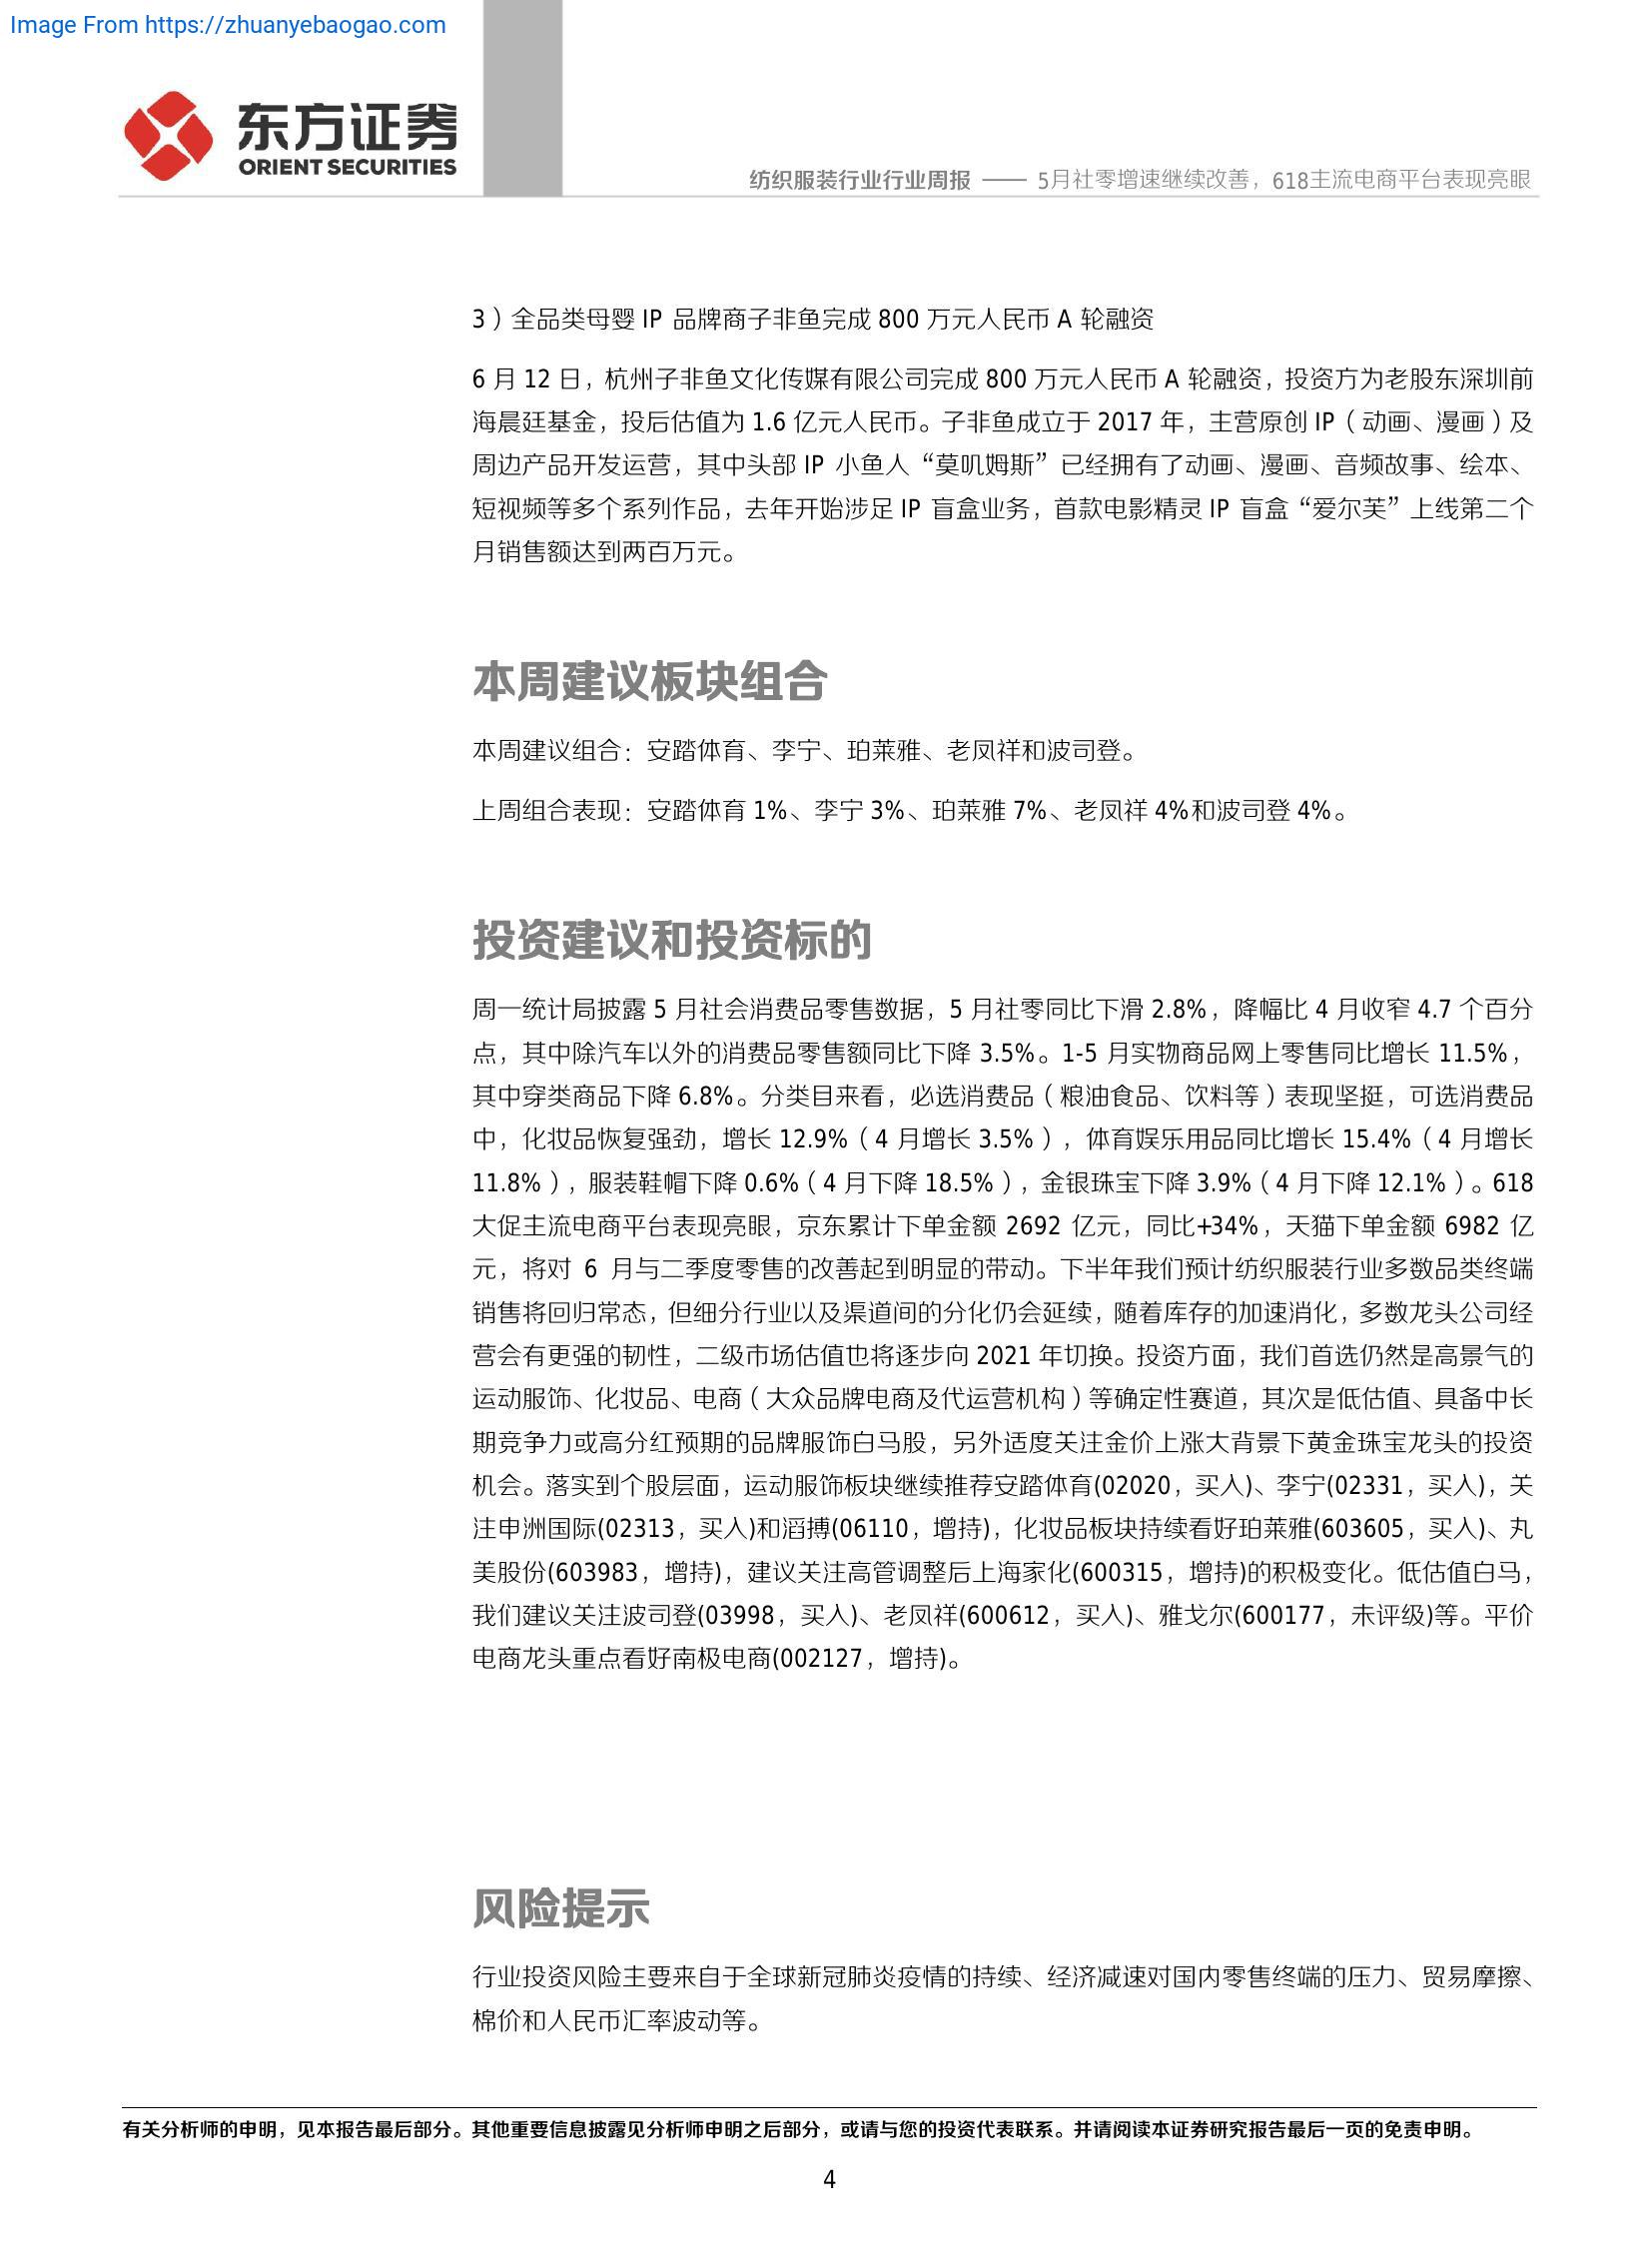 Image From https://zhuanyebaogao.com
东方证券
ORIENT SECURITIES
纺织服装行业行业周报 —— 5月社零增速继续改善，618主流电商平台表现亮眼
3）全品类母婴 IP 品牌商子非鱼完成 800 万元人民币 A 轮融资
6 月 12 日，杭州子非鱼文化传媒有限公司完成 800 万元人民币 A 轮融资，投资方为老股东深圳前
海晨廷基金，投后估值为 1.6 亿元人民币。子非鱼成立于 2017 年，主营原创 IP（动画、漫画）及
周边产品开发运营，其中头部 IP 小鱼人“莫叽姆斯”已经拥有了动画、漫画、音频故事、绘本、
短视频等多个系列作品，去年开始涉足 IP 盲盒业务，首款电影精灵 IP 盲盒“爱尔芙”上线第二个
月销售额达到两百万元。
本周建议板块组合
本周建议组合：安踏体育、李宁、珀莱雅、老凤祥和波司登。
上周组合表现：安踏体育 1%、李宁 3%、珀莱雅 7%、老凤祥 4%和波司登 4%。
投资建议和投资标的
周一统计局披露 5 月社会消费品零售数据，5 月社零同比下滑 2.8%，降幅比 4 月收窄 4.7 个百分
点，其中除汽车以外的消费品零售额同比下降 3.5%。1-5 月实物商品网上零售同比增长 11.5%，
其中穿类商品下降 6.8%。分类目来看，必选消费品（粮油食品、饮料等）表现坚挺，可选消费品
中，化妆品恢复强劲，增长 12.9%（4 月增长 3.5%），体育娱乐用品同比增长 15.4%（4 月增长
11.8%），服装鞋帽下降 0.6%（4 月下降 18.5%），金银珠宝下降 3.9%（4 月下降 12.1%）。618
大促主流电商平台表现亮眼，京东累计下单金额 2692 亿元，同比+34%，天猫下单金额 6982 亿
元，将对 6 月与二季度零售的改善起到明显的带动。下半年我们预计纺织服装行业多数品类终端
销售将回归常态，但细分行业以及渠道间的分化仍会延续，随着库存的加速消化，多数龙头公司经
营会有更强的韧性，二级市场估值也将逐步向 2021 年切换。投资方面，我们首选仍然是高景气的
运动服饰、化妆品、电商（大众品牌电商及代运营机构）等确定性赛道，其次是低估值、具备中长
期竞争力或高分红预期的品牌服饰白马股，另外适度关注金价上涨大背景下黄金珠宝龙头的投资
机会。落实到个股层面，运动服饰板块继续推荐安踏体育(02020，买入)、李宁(02331，买入)，关
注申洲国际(02313，买入)和滔搏(06110，增持)，化妆品板块持续看好珀莱雅(603605，买入)、丸
美股份(603983，增持)，建议关注高管调整后上海家化(600315，增持)的积极变化。低估值白马，
我们建议关注波司登(03998，买入)、老凤祥(600612，买入)、雅戈尔(600177，未评级)等。平价
电商龙头重点看好南极电商(002127，增持)。
风险提示
行业投资风险主要来自于全球新冠肺炎疫情的持续、经济减速对国内零售终端的压力、贸易摩擦、
棉价和人民币汇率波动等。
有关分析师的申明，见本报告最后部分。其他重要信息披露见分析师申明之后部分，或请与您的投资代表联系。并请阅读本证券研究报告最后一页的免责申明。
4